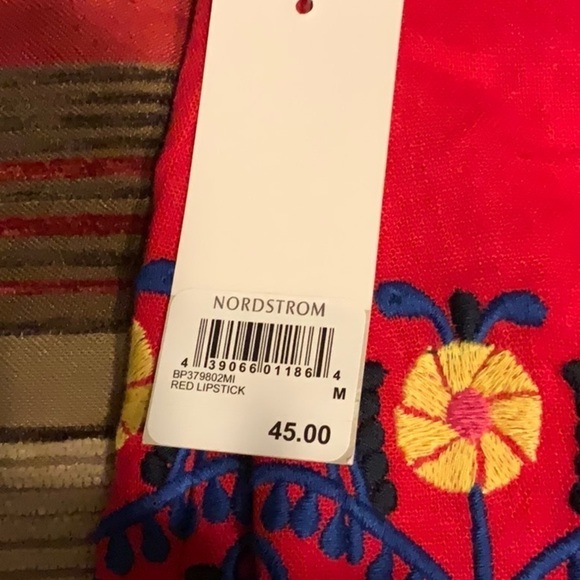 NORDSTROM
4 39066 01186 4
BP379802MI
RED LIPSTICK M
45.00